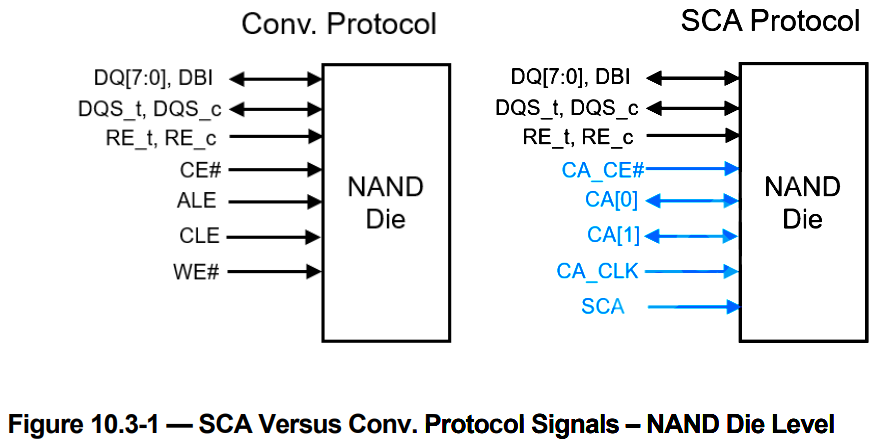 Conv. Protocol
DQ[7:0], DBI
DQS_t, DQS_c
RE_t, RE_c
CE#
ALE
CLE
WE#
NAND
Die
SCA Protocol
DQ[7:0], DBI
DQS_t, DQS_c
RE_t, RE_c
CA_CE#
CA[0]
CA[1]
CA_CLK
SCA
NAND
Die
Figure 10.3-1 — SCA Versus Conv. Protocol Signals – NAND Die Level